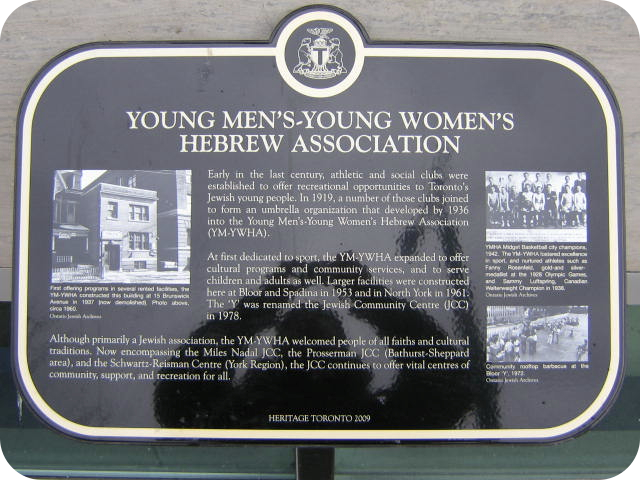 T
YOUNG MEN'S-YOUNG WOMEN'S
HEBREW ASSOCIATION
Early in the last century, athletic and social clubs were
established to offer recreational opportunities to Toronto's
Jewish young people. In 1919, a number of those clubs joined
to form an umbrella organization that developed by 1936
into the Young Men's-Young Women's Hebrew Association
(YM-YWHA).
At first dedicated to sport, the YM-YWHA expanded to offer
cultural programs and community services, and to serve
children and adults as well. Larger facilities were constructed
here at Bloor and Spadina in 1953 and in North York in 1961.
The 'Y' was renamed the Jewish Community Centre (JCC)
in 1978.
Although primarily a Jewish association, the YM-YWHA welcomed people of all faiths and cultural
traditions. Now encompassing the Miles Nadal JCC, the Prosserman JCC (Bathurst-Sheppard
area), and the Schwartz-Reisman Centre (York Region), the JCC continues to offer vital centres of
community, support, and recreation for all.
First offering programs in several rented facilities, the
YM-YWHA constructed this building at 15 Brunswick
Avenue in 1937 (now demolished). Photo above,
circa 1960.
Ontario Jewish Archives
YMHA Midget Basketball city champions,
1942. The YM-YWHA fostered excellence
in sport, and nurtured athletes such as
Fanny Rosenfeld, gold-and silver-
medallist at the 1928 Olympic Games,
and Sammy Luftspring, Canadian
Welterweight Champion in 1938.
Ontario Jewish Archives
Community rooftop barbecue at the
Bloor 'Y', 1972.
Ontario Jewish Archives
HERITAGE TORONTO 2009